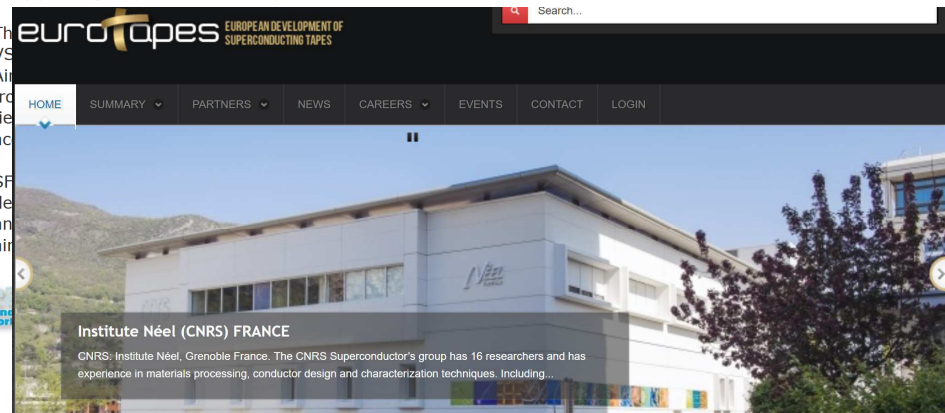 eurotapes EUROPEAN DEVELOPMENT OF
SUPERCONDUCTING TAPES
Search...
HOME SUMMARY PARTNERS NEWS CAREERS EVENTS CONTACT LOGIN
NÉEL
Institute Néel (CNRS) FRANCE
CNRS. Institute Néel, Grenoble France. The CNRS Superconductor's group has 16 researchers and has
experience in materials processing, conductor design and characterization techniques. Including...